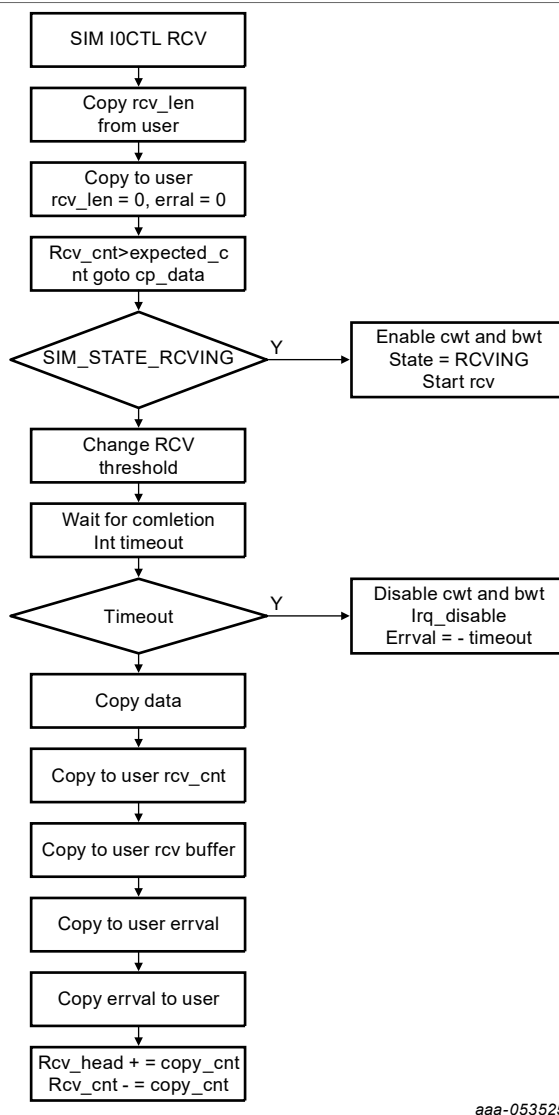 SIM I0CTL RCV
Copy rcv_len
from user
Copy to user
rcv_len = 0, erral = 0
Rcv_cnt>expected_c
nt goto cp_data
SIM_STATE_RCVING
Y
Enable cwt and bwt
State = RCVING
Start rcv
Change RCV
threshold
Wait for comletion
Int timeout
Timeout
Y
Disable cwt and bwt
Irq_disable
Errval = - timeout
Copy data
Copy to user rcv_cnt
Copy to user rcv buffer
Copy to user errval
Copy errval to user
Rcv_head + = copy_cnt
Rcv_cnt - = copy_cnt